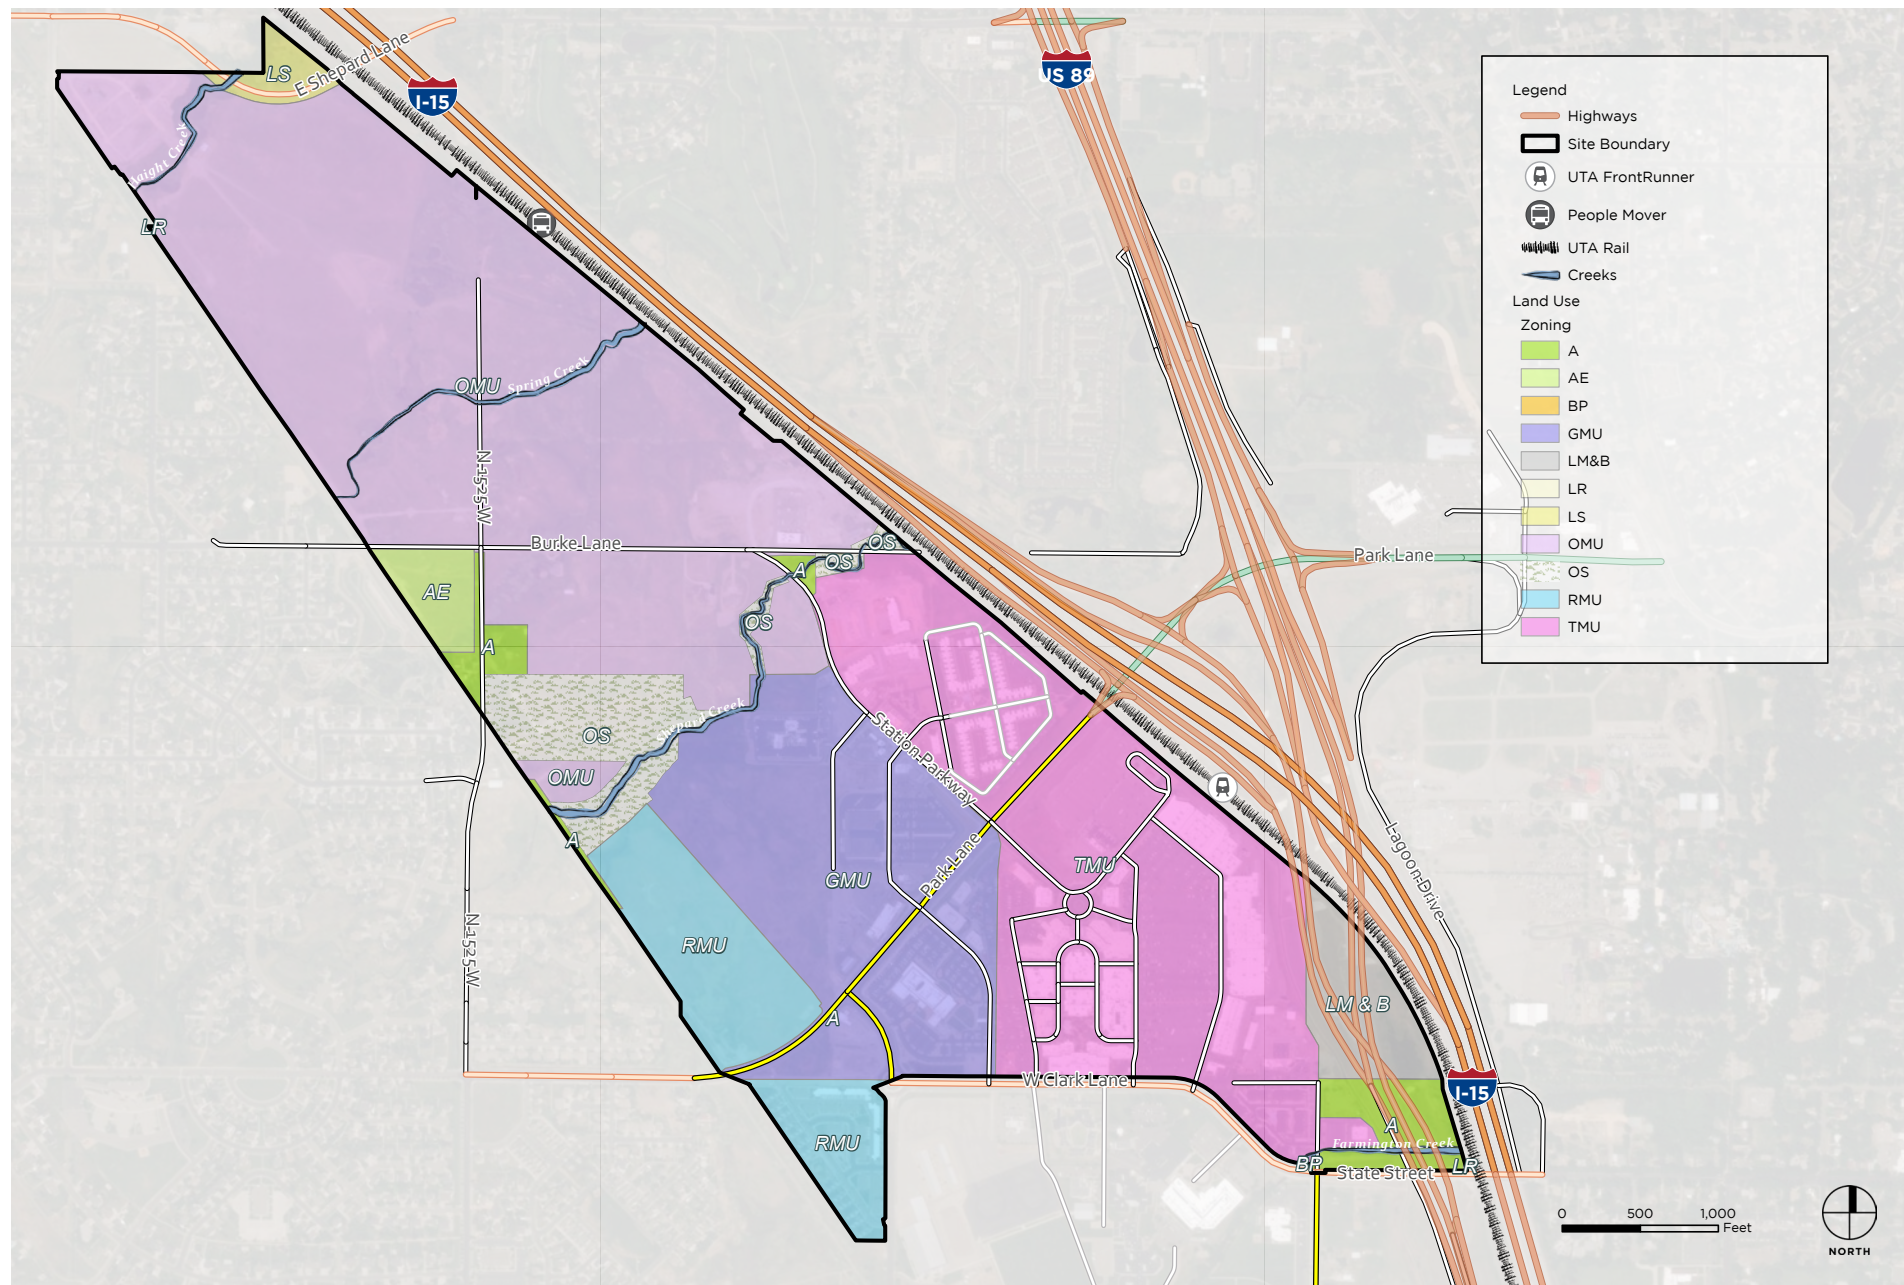 LS
E Shepard Lane
I-15
US 89
Haight Creek
LR
OMU
Spring Creek
N 1525 W
Burke Lane
OS
OS
A
AE
OS
A
Park Lane
Shepard Creek
OS
OMU
Station Parkway
A
GMU
Park Lane
TMU
Lagoon Drive
RMU
N 1525 W
A
LM & B
W Clark Lane
I-15
RMU
A
Farmington Creek
BP
State Street
LR
Legend
Highways
Site Boundary
UTA FrontRunner
People Mover
UTA Rail
Creeks
Land Use
Zoning
A
AE
BP
GMU
LM&B
LR
LS
OMU
OS
RMU
TMU
0 500 1,000
Feet
NORTH